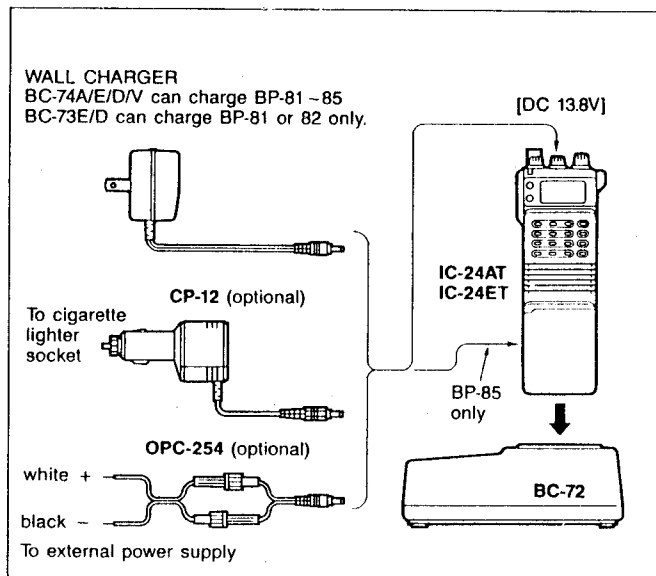 WALL CHARGER
BC-74A/E/D/V can charge BP-81 ~ 85
BC-73E/D can charge BP-81 or 82 only.
[DC 13.8V]
CP-12 (optional)
To cigarette
lighter
socket
IC-24AT
IC-24ET
BP-85
only
OPC-254 (optional)
white +
black -
To external power supply
BC-72